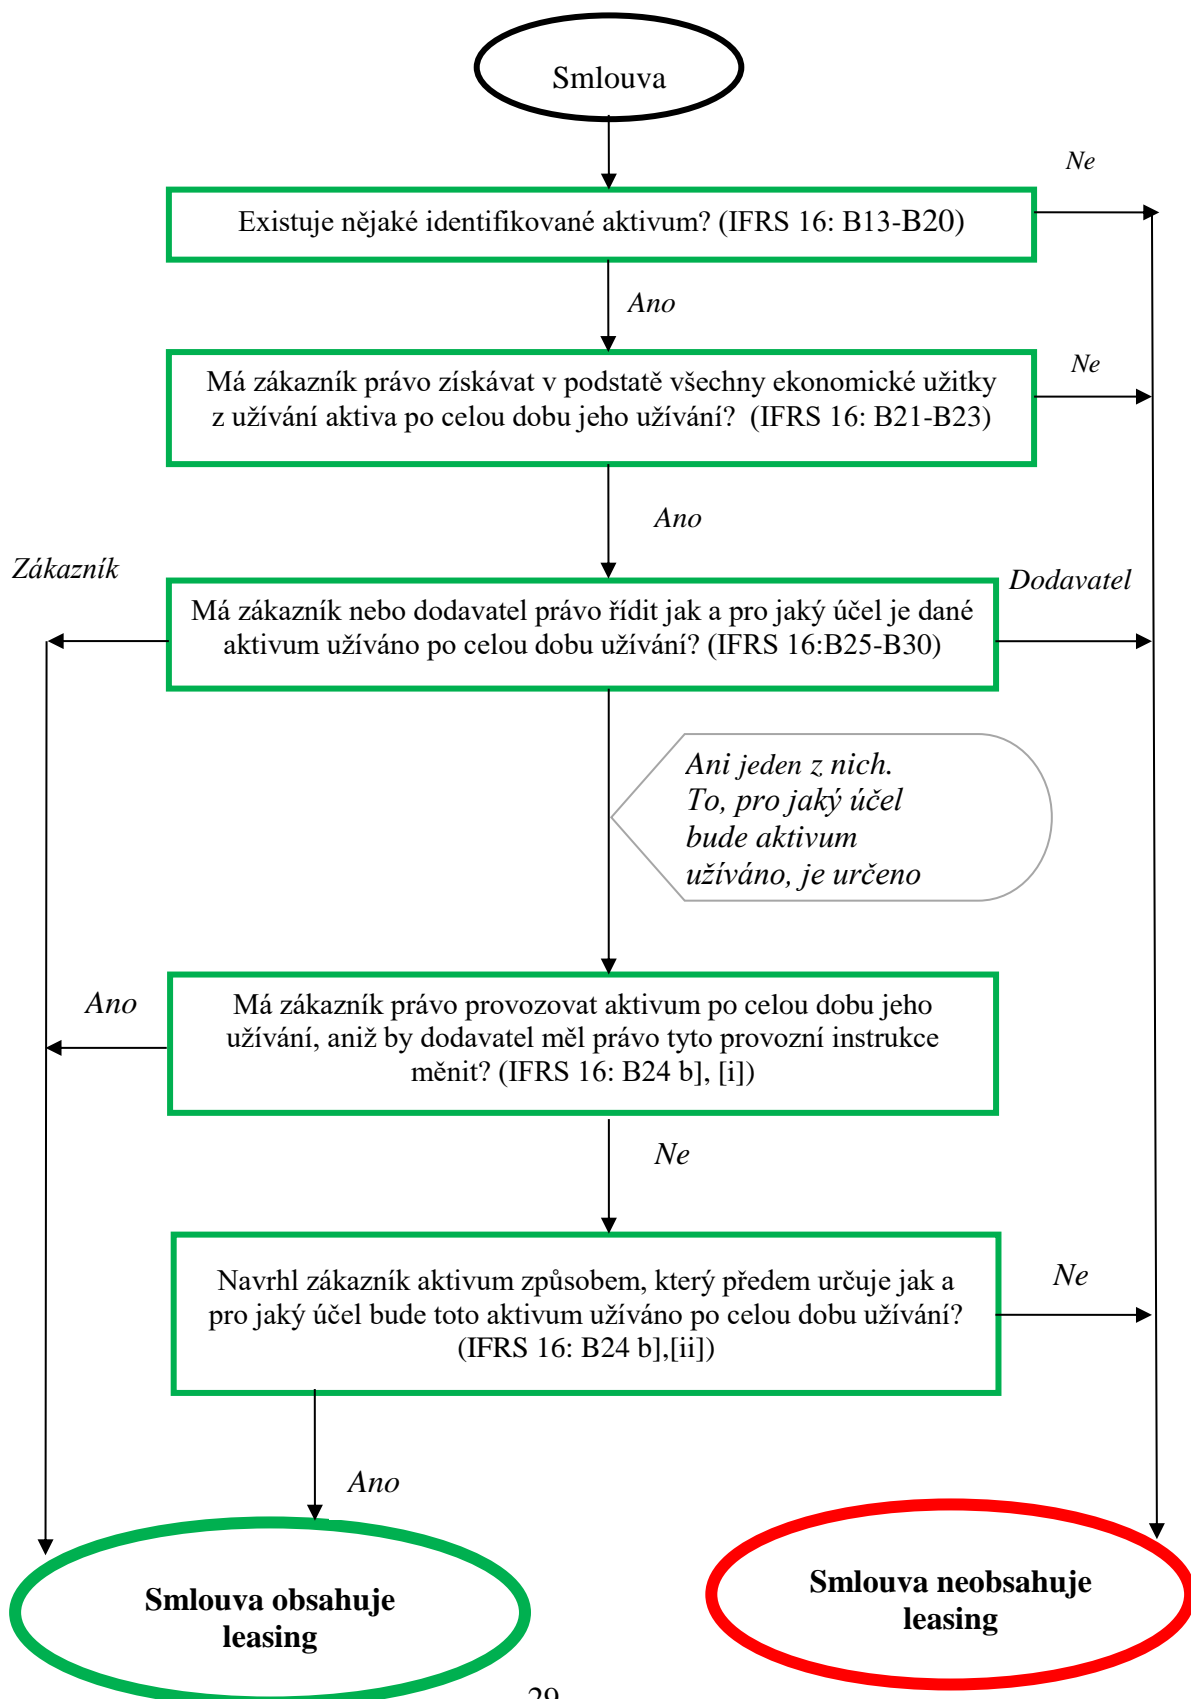 Smlouva
Ne
Existuje nějaké identifikované aktivum? (IFRS 16: B13-B20)
Ano
Má zákazník právo získávat v podstatě všechny ekonomické užitky
z užívání aktiva po celou dobu jeho užívání?  (IFRS 16: B21-B23)
Ne
Ano
Zákazník
Dodavatel
Má zákazník nebo dodavatel právo řídit jak a pro jaký účel je dané
aktivum užíváno po celou dobu užívání? (IFRS 16:B25-B30)
Ani jeden z nich.
To, pro jaký účel
bude aktivum
užíváno, je určeno
Ano
Má zákazník právo provozovat aktivum po celou dobu jeho
užívání, aniž by dodavatel měl právo tyto provozní instrukce
měnit? (IFRS 16: B24 b], [i])
Ne
Navrhl zákazník aktivum způsobem, který předem určuje jak a
pro jaký účel bude toto aktivum užíváno po celou dobu užívání?
(IFRS 16: B24 b],[ii])
Ne
Ano
Smlouva obsahuje
leasing
Smlouva neobsahuje
leasing
29